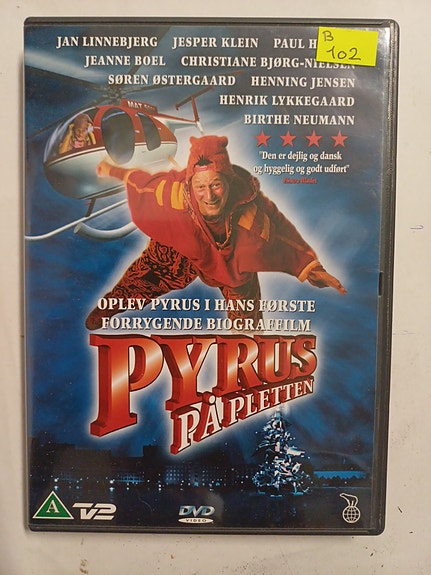 JAN LINNEBJERG JESPER KLEIN PAUL H
B
102
JEANNE BOEL CHRISTIANE BJØRG-NIELSEN
SØREN ØSTERGAARD HENNING JENSEN
HENRIK LYKKEGAARD
BIRTHE NEUMANN
"Den er dejlig og dansk
og hyggelig og godt udført"
MAT
OPLEV PYRUS I HANS FØRSTE
FORRYGENDE BIOGRAFFILM
PYRUS
PÅ PLETTEN
A
TV2
DVD
VIDEO